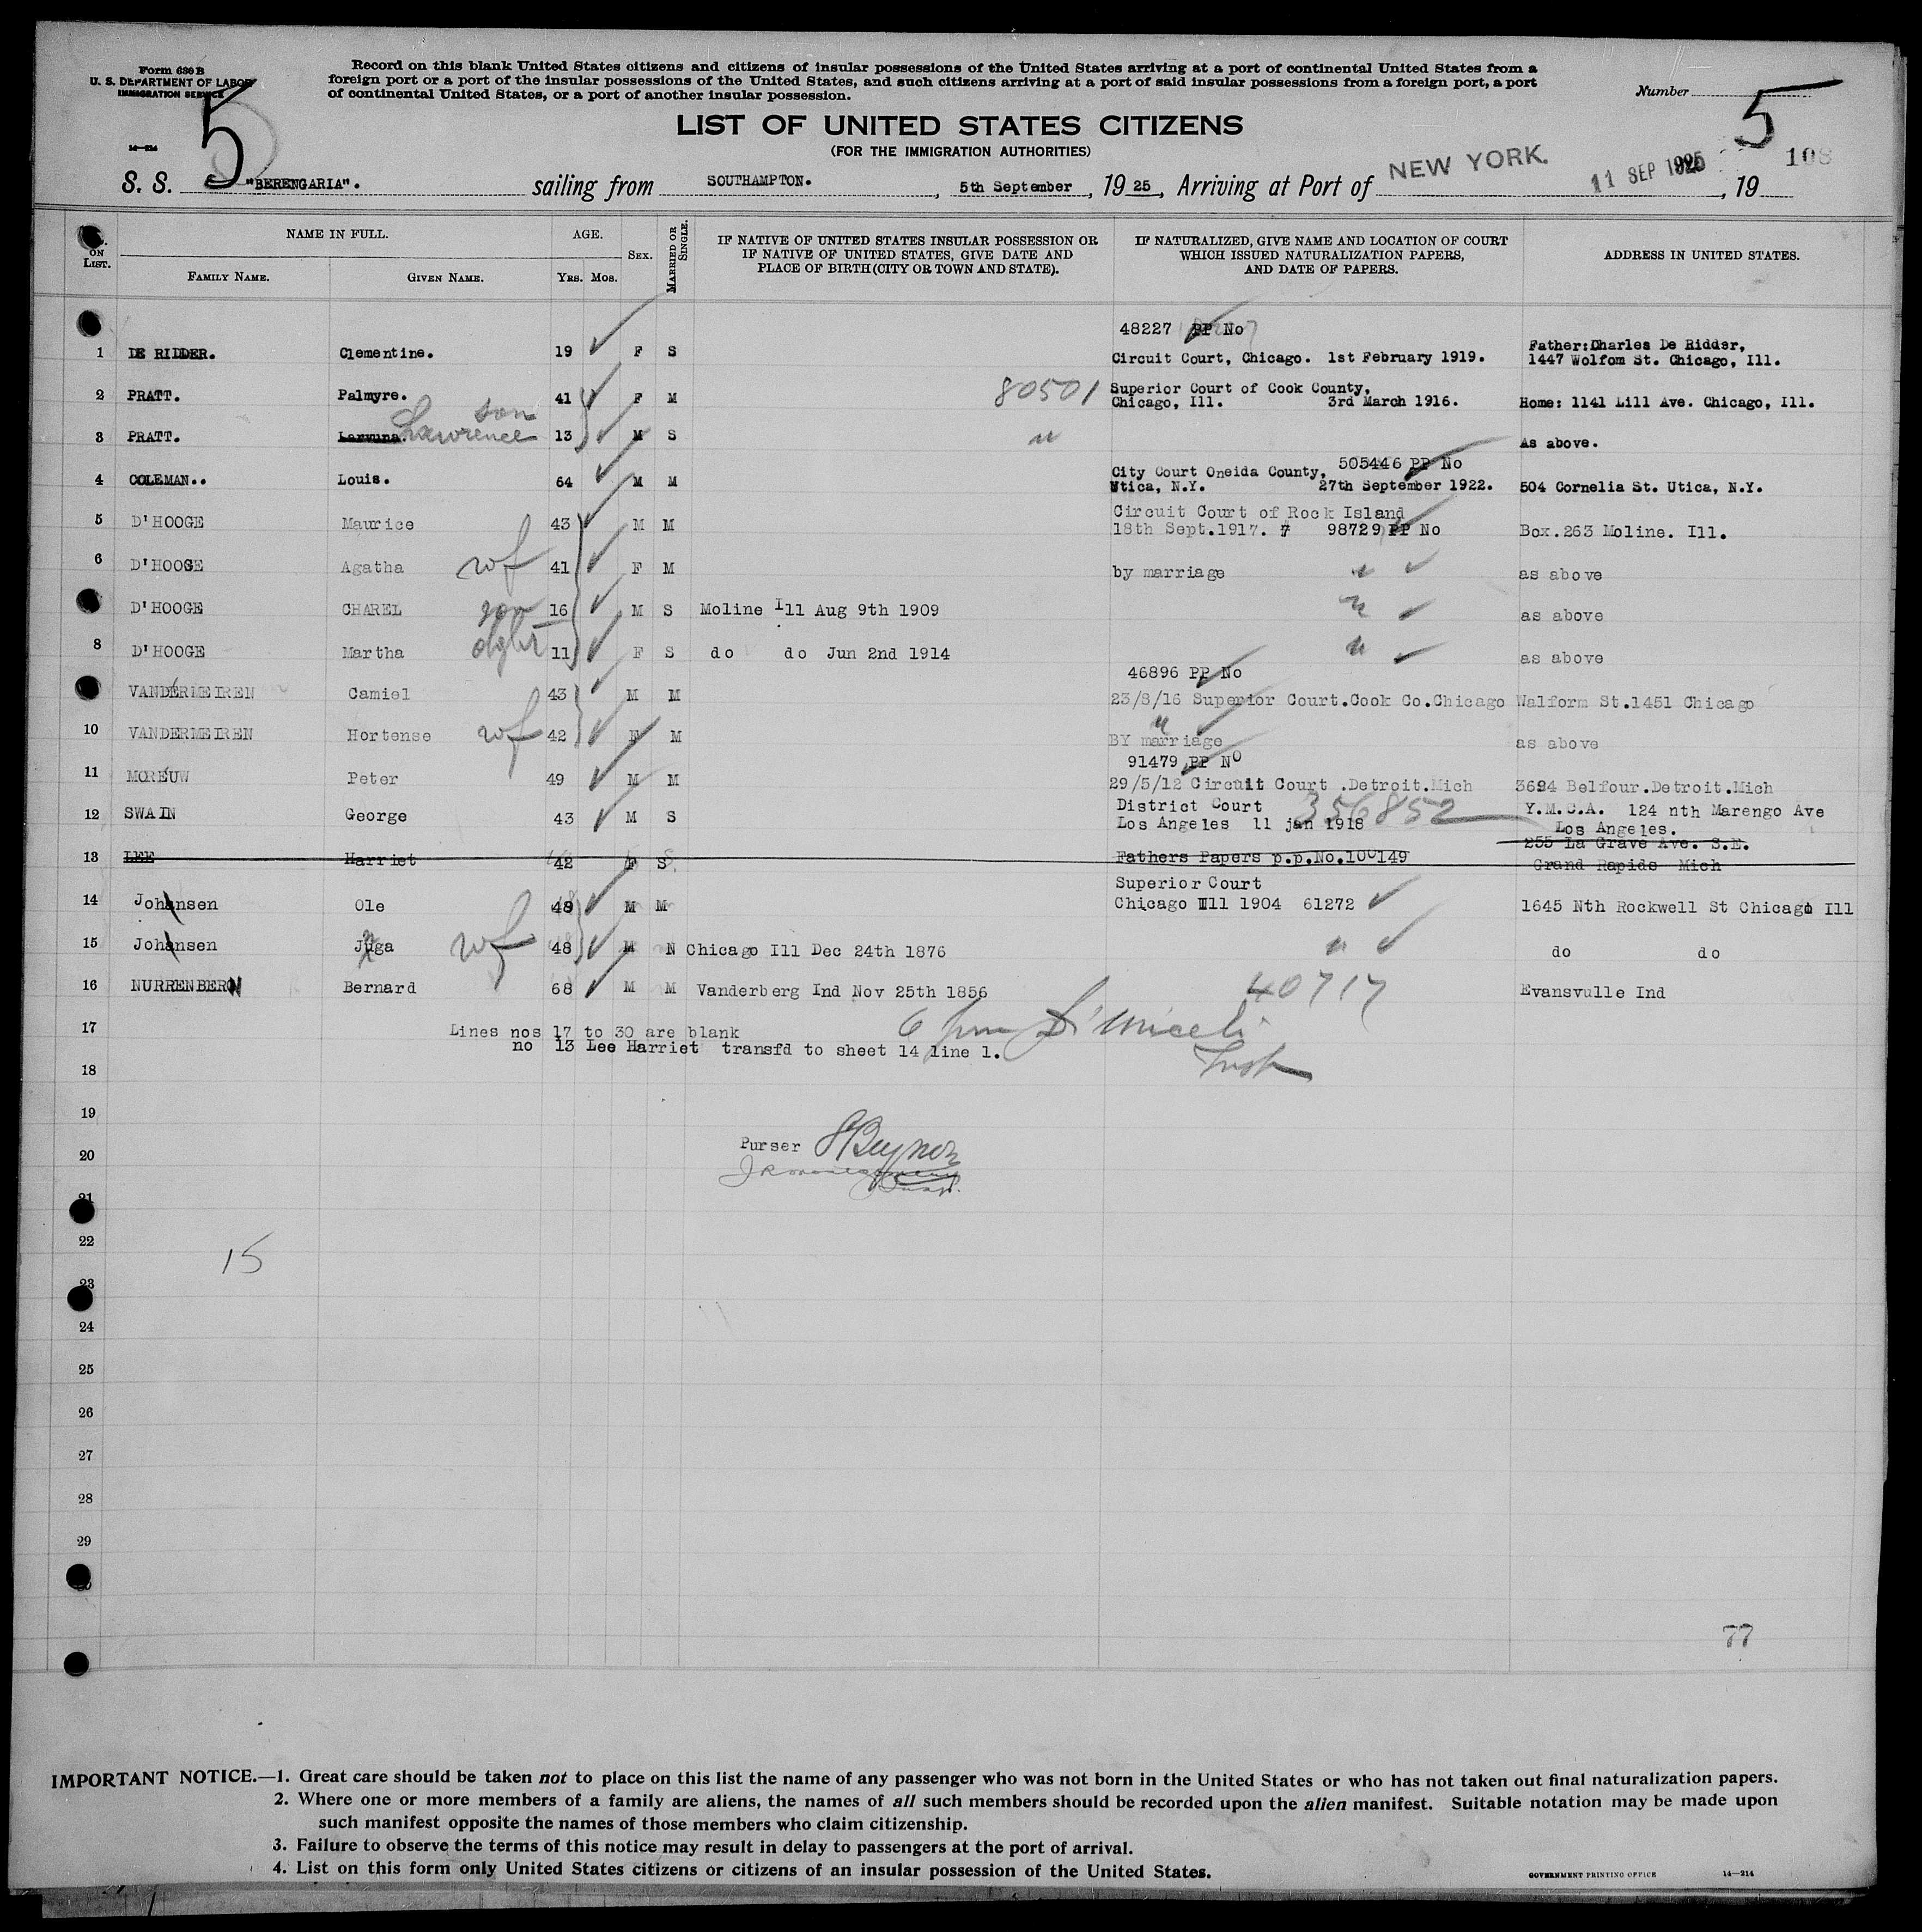 Form 630 B
U. S. DEPARTMENT OF LABOR
IMMIGRATION SERVICE
14—214
Record on this blank United States citizens and citizens of insular possessions of the United States arriving at a port of continental United States from a
foreign port or a port of the insular possessions of the United States, and such citizens arriving at a port of said insular possessions from a foreign port, a port
of continental United States, or a port of another insular possession.
Number 5
5
LIST OF UNITED STATES CITIZENS
(FOR THE IMMIGRATION AUTHORITIES)
108
S. S. "BERENGARIA". sailing from SOUTHAMPTON. , 5th September , 19 25, Arriving at Port of NEW YORK. 11 SEP 1925 , 19
ON LIST. NAME IN FULL. AGE. SEX. MARRIED OR SINGLE. IF NATIVE OF UNITED STATES INSULAR POSSESSION OR IF NATIVE OF UNITED STATES, GIVE DATE AND PLACE OF BIRTH (CITY OR TOWN AND STATE). IF NATURALIZED, GIVE NAME AND LOCATION OF COURT WHICH ISSUED NATURALIZATION PAPERS, AND DATE OF PAPERS. ADDRESS IN UNITED STATES.
FAMILY NAME. GIVEN NAME. YRS. MOS.
48227 PP No
Father:Charles De Ridder,
1 DE RIDDER. Clementine. 19 F S Circuit Court, Chicago. 1st February 1919. 1447 Wolfom St. Chicago, Ill.
80501 Superior Court of Cook County,
2 PRATT. Palmyre. 41 F M Chicago, Ill. 3rd March 1916. Home: 1141 Lill Ave. Chicago, Ill.
son
3 PRATT. Larvuna. Lawrence 13 M S " As above.
505446 PP No
City Court Oneida County,
4 COLEMAN.. Louis. 64 M M Utica, N.Y. 27th September 1922. 504 Cornelia St. Utica, N.Y.
Circuit Court of Rock Island
5 D'HOOGE Maurice 43 M M 18th Sept.1917. 98729 PP No Box.263 Moline. Ill.
6 D'HOOGE Agatha wf 41 F M by marriage " as above
D'HOOGE CHAREL son 16 M S Moline Ill Aug 9th 1909 " as above
8 D'HOOGE Martha dghtr 11 F S do do Jun 2nd 1914 " as above
46896 PP No
VANDERMEIREN Camiel 43 M M 23/8/16 Superior Court.Cook Co.Chicago Walform St.1451 Chicago
"
10 VANDERMEIREN Hortense wf 42 F M BY marriage as above
91479 PP No
11 MOREUW Peter 49 M M 29/5/12 Circuit Court .Detroit.Mich 3694 Belfour.Detroit.Mich
District Court 356852 Y.M.C.A. 124 nth Marengo Ave
12 SWAIN George 43 M S Los Angeles 11 jan 1918 Los Angeles.
255 La Grave Ave. S.E.
13 LEE Harriet 42 F S Fathers Papers p.p.No.100149 Grand Rapids Mich
Superior Court
14 Johansen Ole 48 M M Chicago Ill 1904 61272 1645 Nth Rockwell St Chicago Ill
15 Johansen Juga wf 48 M N Chicago Ill Dec 24th 1876 " do do
16 NURRENBERN Bernard 68 M M Vanderberg Ind Nov 25th 1856 40717 Evansvulle Ind
17 Lines nos 17 to 30 are blank
no 13 Lee Harriet transfd to sheet 14 line 1.
Insp
18
19
Purser
20
21
22
15
23
24
25
26
27
28
29
30
77
IMPORTANT NOTICE.—1. Great care should be taken not to place on this list the name of any passenger who was not born in the United States or who has not taken out final naturalization papers.
2. Where one or more members of a family are aliens, the names of all such members should be recorded upon the alien manifest. Suitable notation may be made upon
such manifest opposite the names of those members who claim citizenship.
3. Failure to observe the terms of this notice may result in delay to passengers at the port of arrival.
4. List on this form only United States citizens or citizens of an insular possession of the United States.
GOVERNMENT PRINTING OFFICE 14—214